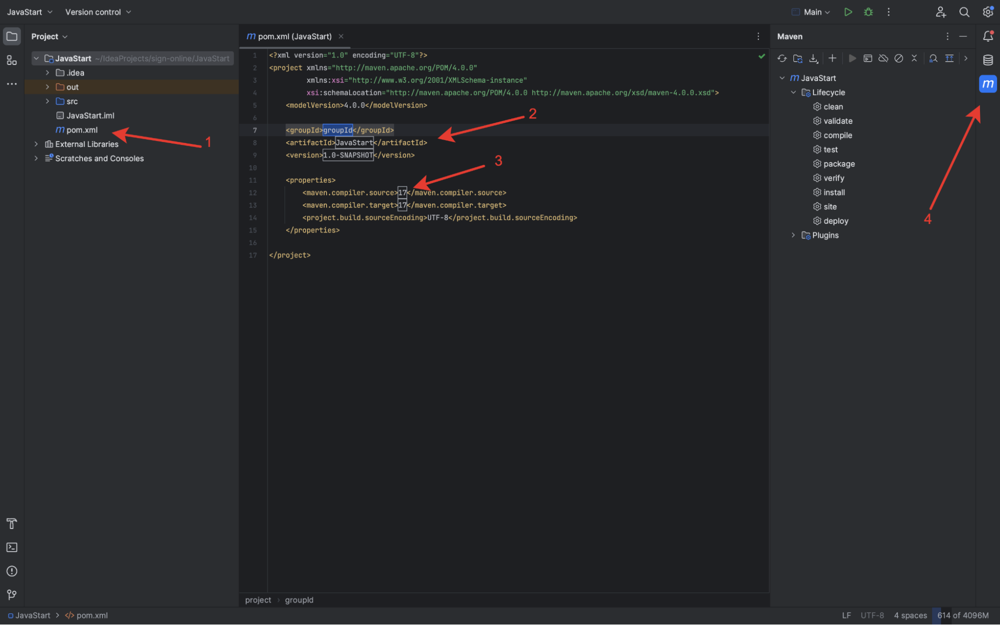 JavaStart
Version control
Main
Project
JavaStart ~/IdeaProjects/sign-online/JavaStart
.idea
out
src
JavaStart.iml
m pom.xml
External Libraries
Scratches and Consoles
1
m pom.xml (JavaStart)
1 <?xml version="1.0" encoding="UTF-8"?>
2 <project xmlns="http://maven.apache.org/POM/4.0.0"
3 xmlns:xsi="http://www.w3.org/2001/XMLSchema-instance"
4 xsi:schemaLocation="http://maven.apache.org/POM/4.0.0 http://maven.apache.org/xsd/maven-4.0.0.xsd">
5 <modelVersion>4.0.0</modelVersion>
6
7 <groupId>groupId</groupId>
8 <artifactId>JavaStart</artifactId>
9 <version>1.0-SNAPSHOT</version>
10
11 <properties>
12 <maven.compiler.source>17</maven.compiler.source>
13 <maven.compiler.target>17</maven.compiler.target>
14 <project.build.sourceEncoding>UTF-8</project.build.sourceEncoding>
15 </properties>
16
17 </project>
2
3
project › groupId
Maven
m JavaStart
Lifecycle
clean
validate
compile
test
package
verify
install
site
deploy
Plugins
m
4
JavaStart > </> pom.xml
LF UTF-8 4 spaces 614 of 4096M